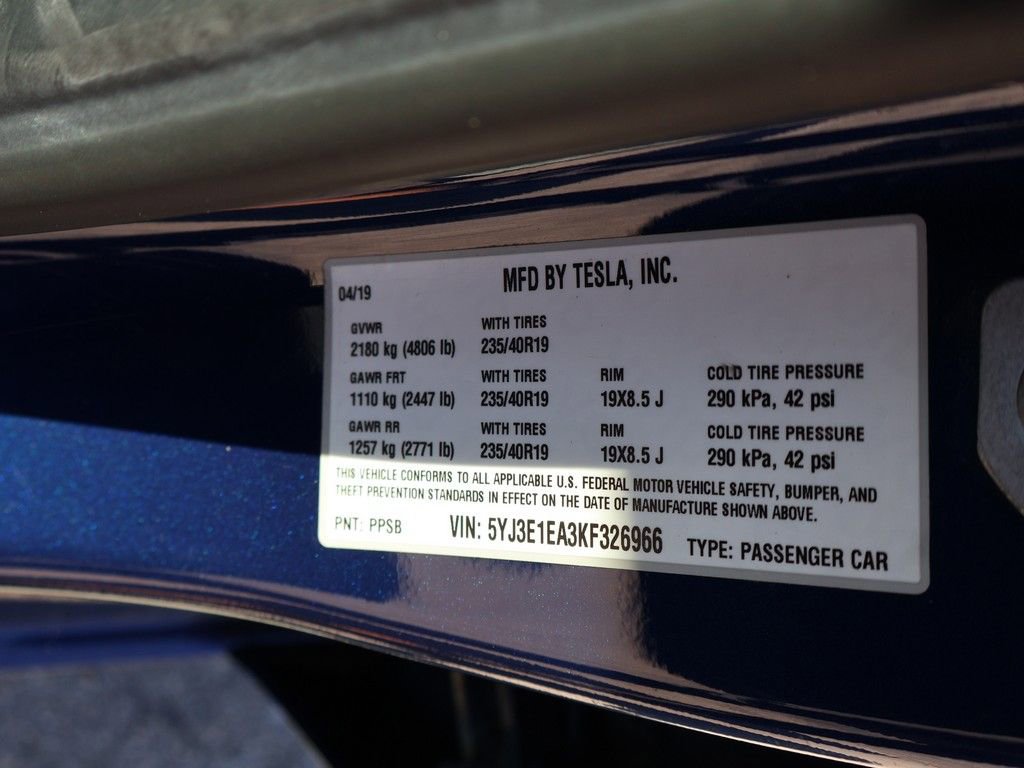 MFD BY TESLA, INC.
04/19
GVWR WITH TIRES
2180 kg (4806 lb) 235/40R19
GAWR FRT WITH TIRES RIM COLD TIRE PRESSURE
1110 kg (2447 lb) 235/40R19 19X8.5 J 290 kPa, 42 psi
GAWR RR WITH TIRES RIM COLD TIRE PRESSURE
1257 kg (2771 lb) 235/40R19 19X8.5 J 290 kPa, 42 psi
THIS VEHICLE CONFORMS TO ALL APPLICABLE U.S. FEDERAL MOTOR VEHICLE SAFETY, BUMPER, AND
THEFT PREVENTION STANDARDS IN EFFECT ON THE DATE OF MANUFACTURE SHOWN ABOVE.
PNT: PPSB VIN: 5YJ3E1EA3KF326966 TYPE: PASSENGER CAR